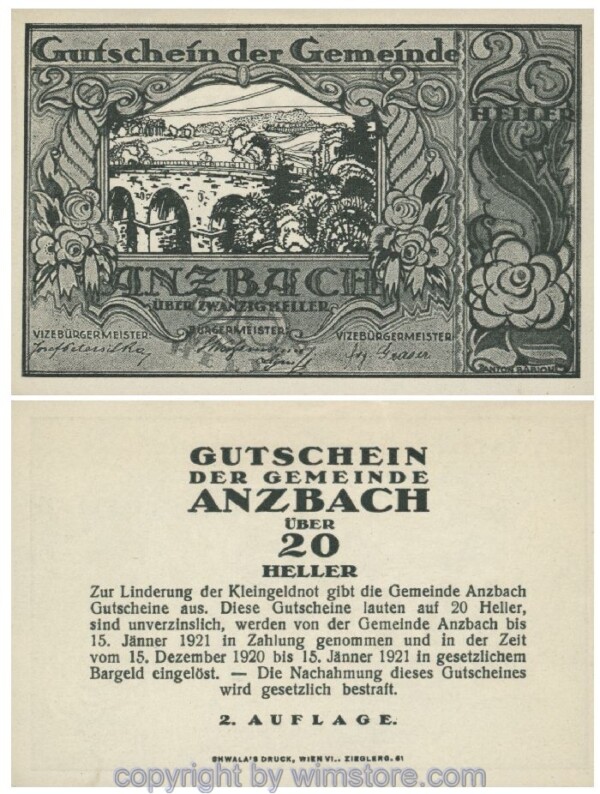 Gutschein der Gemeinde
20
HELLER
ANZBACH
ÜBER ZWANZIG HELLER
VIZEBÜRGERMEISTER
BÜRGERMEISTER
VIZEBÜRGERMEISTER
GUTSCHEIN
DER GEMEINDE
ANZBACH
ÜBER
20
HELLER
Zur Linderung der Kleingeldnot gibt die Gemeinde Anzbach
Gutscheine aus. Diese Gutscheine lauten auf 20 Heller,
sind unverzinslich, werden von der Gemeinde Anzbach bis
15. Jänner 1921 in Zahlung genommen und in der Zeit
vom 15. Dezember 1920 bis 15. Jänner 1921 in gesetzlichem
Bargeld eingelöst. — Die Nachahmung dieses Gutscheines
wird gesetzlich bestraft.
2. AUFLAGE.
CHWALA'S DRUCK, WIEN VI., ZIEGLERG. 61
copyright by wimstore.com